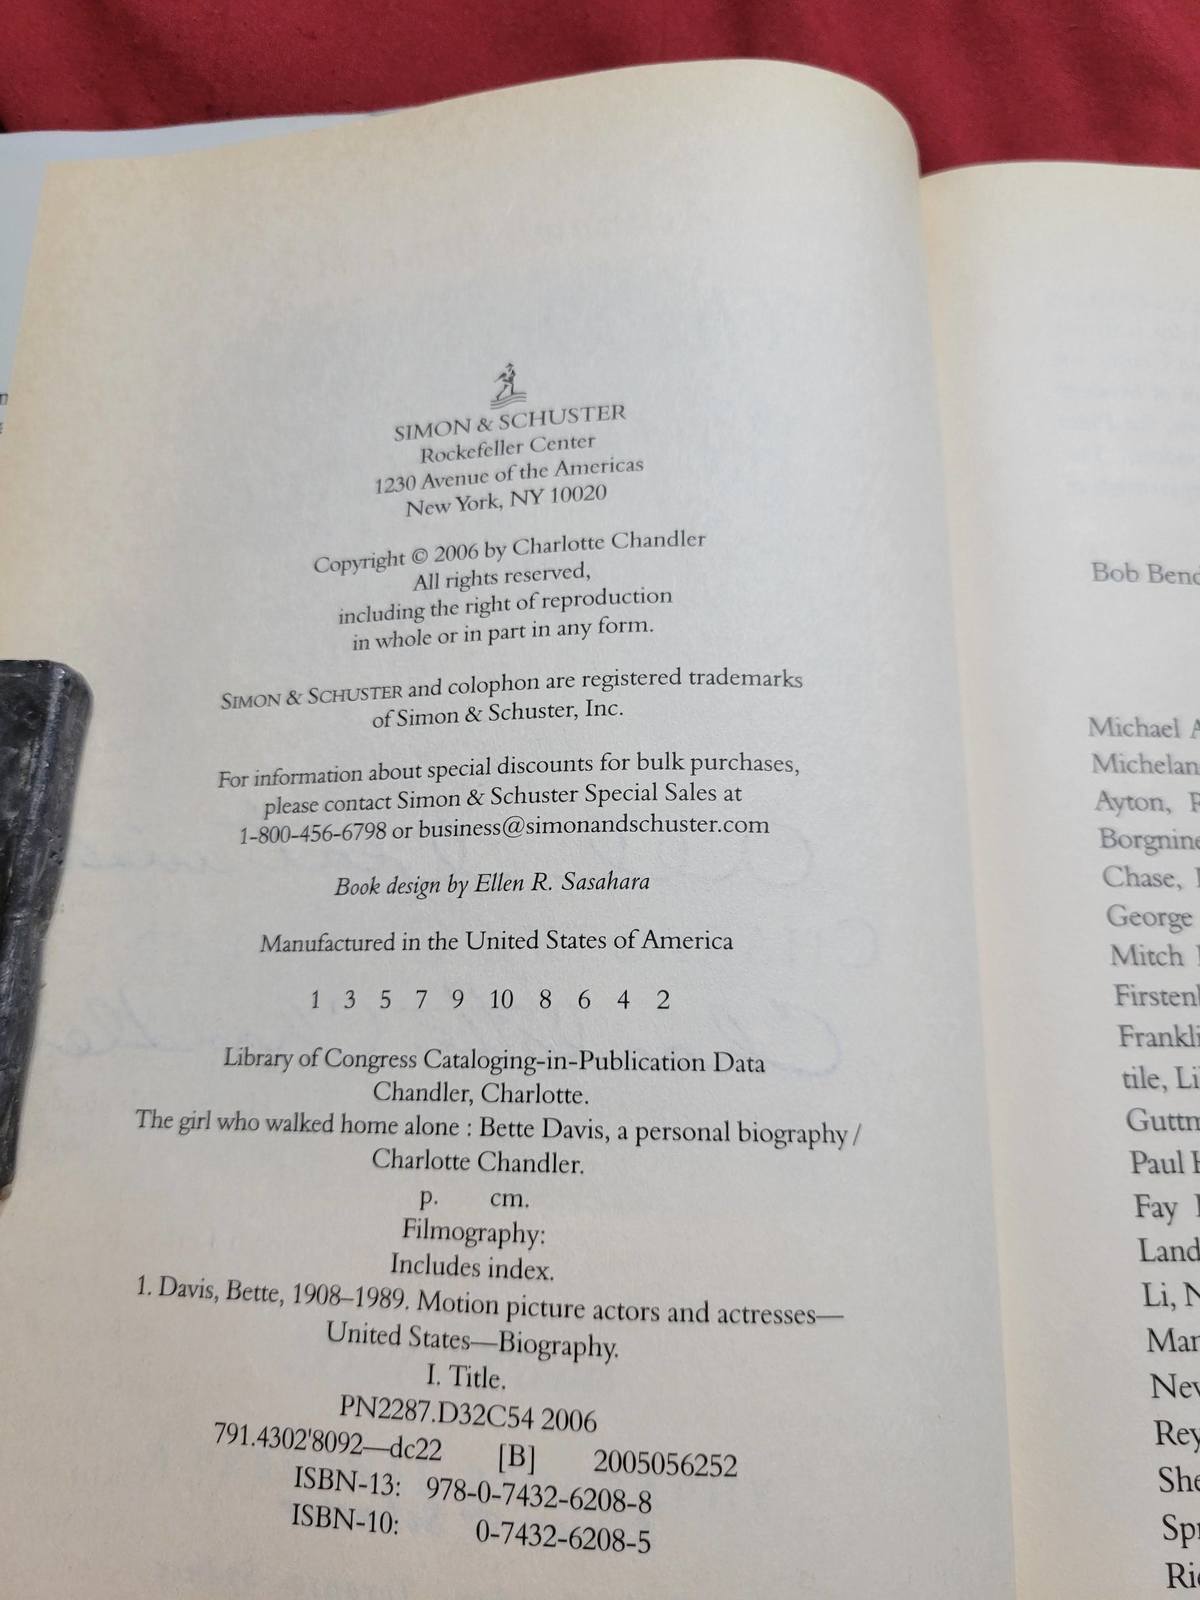 SIMON & SCHUSTER
Rockefeller Center
1230 Avenue of the Americas
New York, NY 10020
Copyright © 2006 by Charlotte Chandler
All rights reserved,
including the right of reproduction
in whole or in part in any form.
SIMON & SCHUSTER and colophon are registered trademarks
of Simon & Schuster, Inc.
For information about special discounts for bulk purchases,
please contact Simon & Schuster Special Sales at
1-800-456-6798 or business@simonandschuster.com
Book design by Ellen R. Sasahara
Manufactured in the United States of America
1 3 5 7 9 10 8 6 4 2
Library of Congress Cataloging-in-Publication Data
Chandler, Charlotte.
The girl who walked home alone : Bette Davis, a personal biography /
Charlotte Chandler.
p. cm.
Filmography:
Includes index.
1. Davis, Bette, 1908–1989. Motion picture actors and actresses—
United States—Biography.
I. Title.
PN2287.D32C54 2006
791.4302'8092—dc22 [B] 2005056252
ISBN-13: 978-0-7432-6208-8
ISBN-10: 0-7432-6208-5
Bob
Michael
Ayton,
Chase,
George
Mitch
tile,
Paul
Fay
Li,